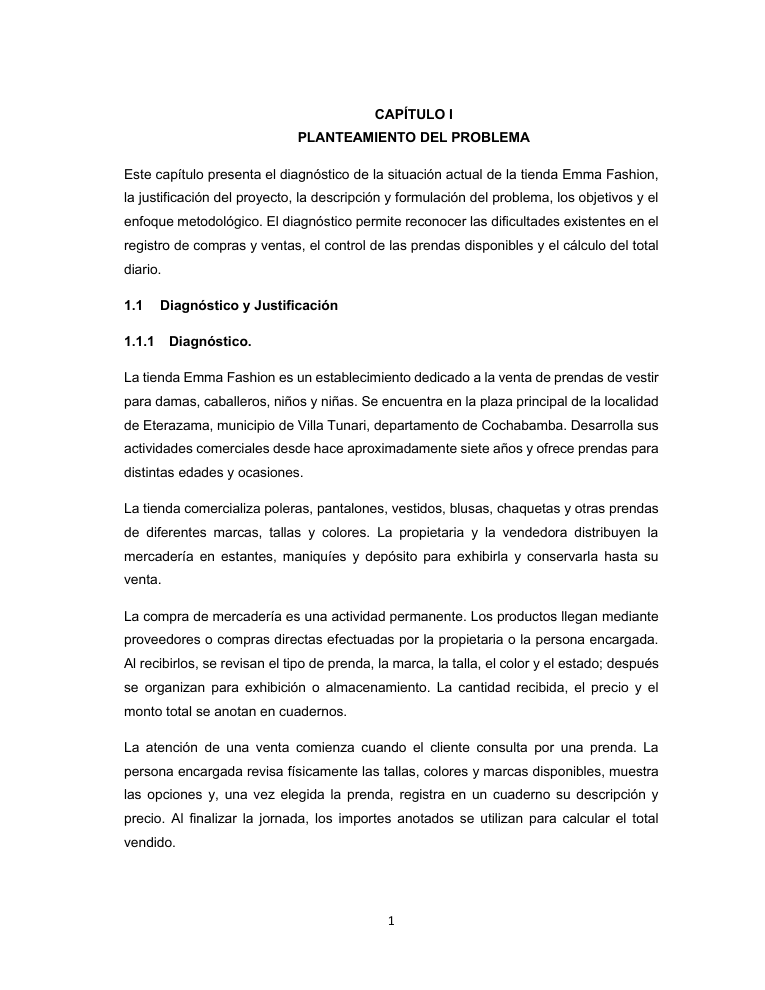 CAPÍTULO I
PLANTEAMIENTO DEL PROBLEMA
Este capítulo presenta el diagnóstico de la situación actual de la tienda Emma Fashion,
la justificación del proyecto, la descripción y formulación del problema, los objetivos y el
enfoque metodológico. El diagnóstico permite reconocer las dificultades existentes en el
registro de compras y ventas, el control de las prendas disponibles y el cálculo del total
diario.
1.1 Diagnóstico y Justificación
1.1.1 Diagnóstico.
La tienda Emma Fashion es un establecimiento dedicado a la venta de prendas de vestir
para damas, caballeros, niños y niñas. Se encuentra en la plaza principal de la localidad
de Eterazama, municipio de Villa Tunari, departamento de Cochabamba. Desarrolla sus
actividades comerciales desde hace aproximadamente siete años y ofrece prendas para
distintas edades y ocasiones.
La tienda comercializa poleras, pantalones, vestidos, blusas, chaquetas y otras prendas
de diferentes marcas, tallas y colores. La propietaria y la vendedora distribuyen la
mercadería en estantes, maniquíes y depósito para exhibirla y conservarla hasta su
venta.
La compra de mercadería es una actividad permanente. Los productos llegan mediante
proveedores o compras directas efectuadas por la propietaria o la persona encargada.
Al recibirlos, se revisan el tipo de prenda, la marca, la talla, el color y el estado; después
se organizan para exhibición o almacenamiento. La cantidad recibida, el precio y el
monto total se anotan en cuadernos.
La atención de una venta comienza cuando el cliente consulta por una prenda. La
persona encargada revisa físicamente las tallas, colores y marcas disponibles, muestra
las opciones y, una vez elegida la prenda, registra en un cuaderno su descripción y
precio. Al finalizar la jornada, los importes anotados se utilizan para calcular el total
vendido.
1